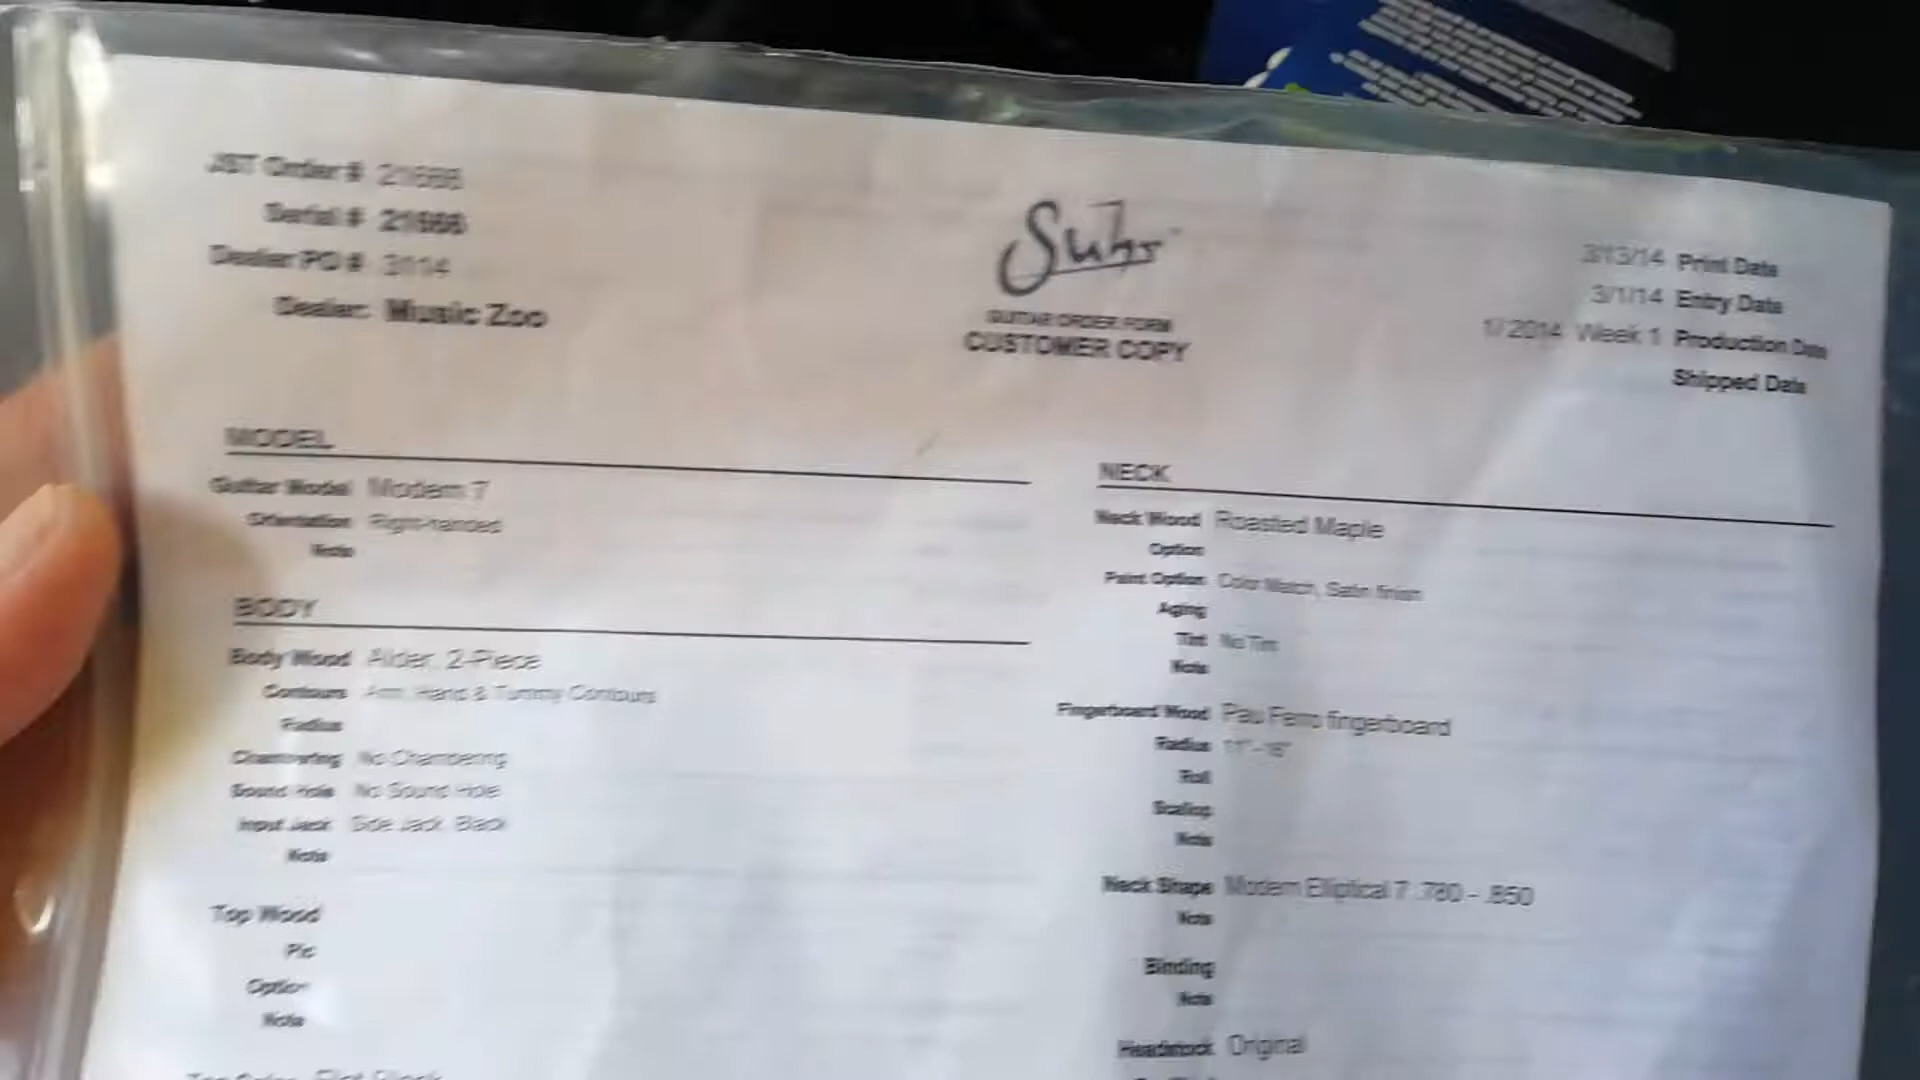 JST Order # 21666
Serial # 21666
Dealer PO # 3114
Dealer: Music Zoo
Suhr
GUITAR ORDER FORM
CUSTOMER COPY
3/13/14 Print Date
3/1/14 Entry Date
1/ 2014 Week 1 Production Date
Shipped Date
MODEL
Guitar Model Modern 7
Orientation Right-handed
Note
BODY
Body Wood Alder, 2-Piece
Contours Arm, Hand & Tummy Contours
Radius
Chambering No Chambering
Sound Hole No Sound Hole
Input Jack Side Jack, Black
Note
Top Wood
Pic
Option
Note
NECK
Neck Wood Roasted Maple
Option
Paint Option Color Match, Satin finish
Aging
Tint No Tint
Note
Fingerboard Wood Pau Ferro fingerboard
Radius
Roll
Scallop
Note
Neck Shape Modern Elliptical 7 .780 - .850
Note
Binding
Note
Headstock Original